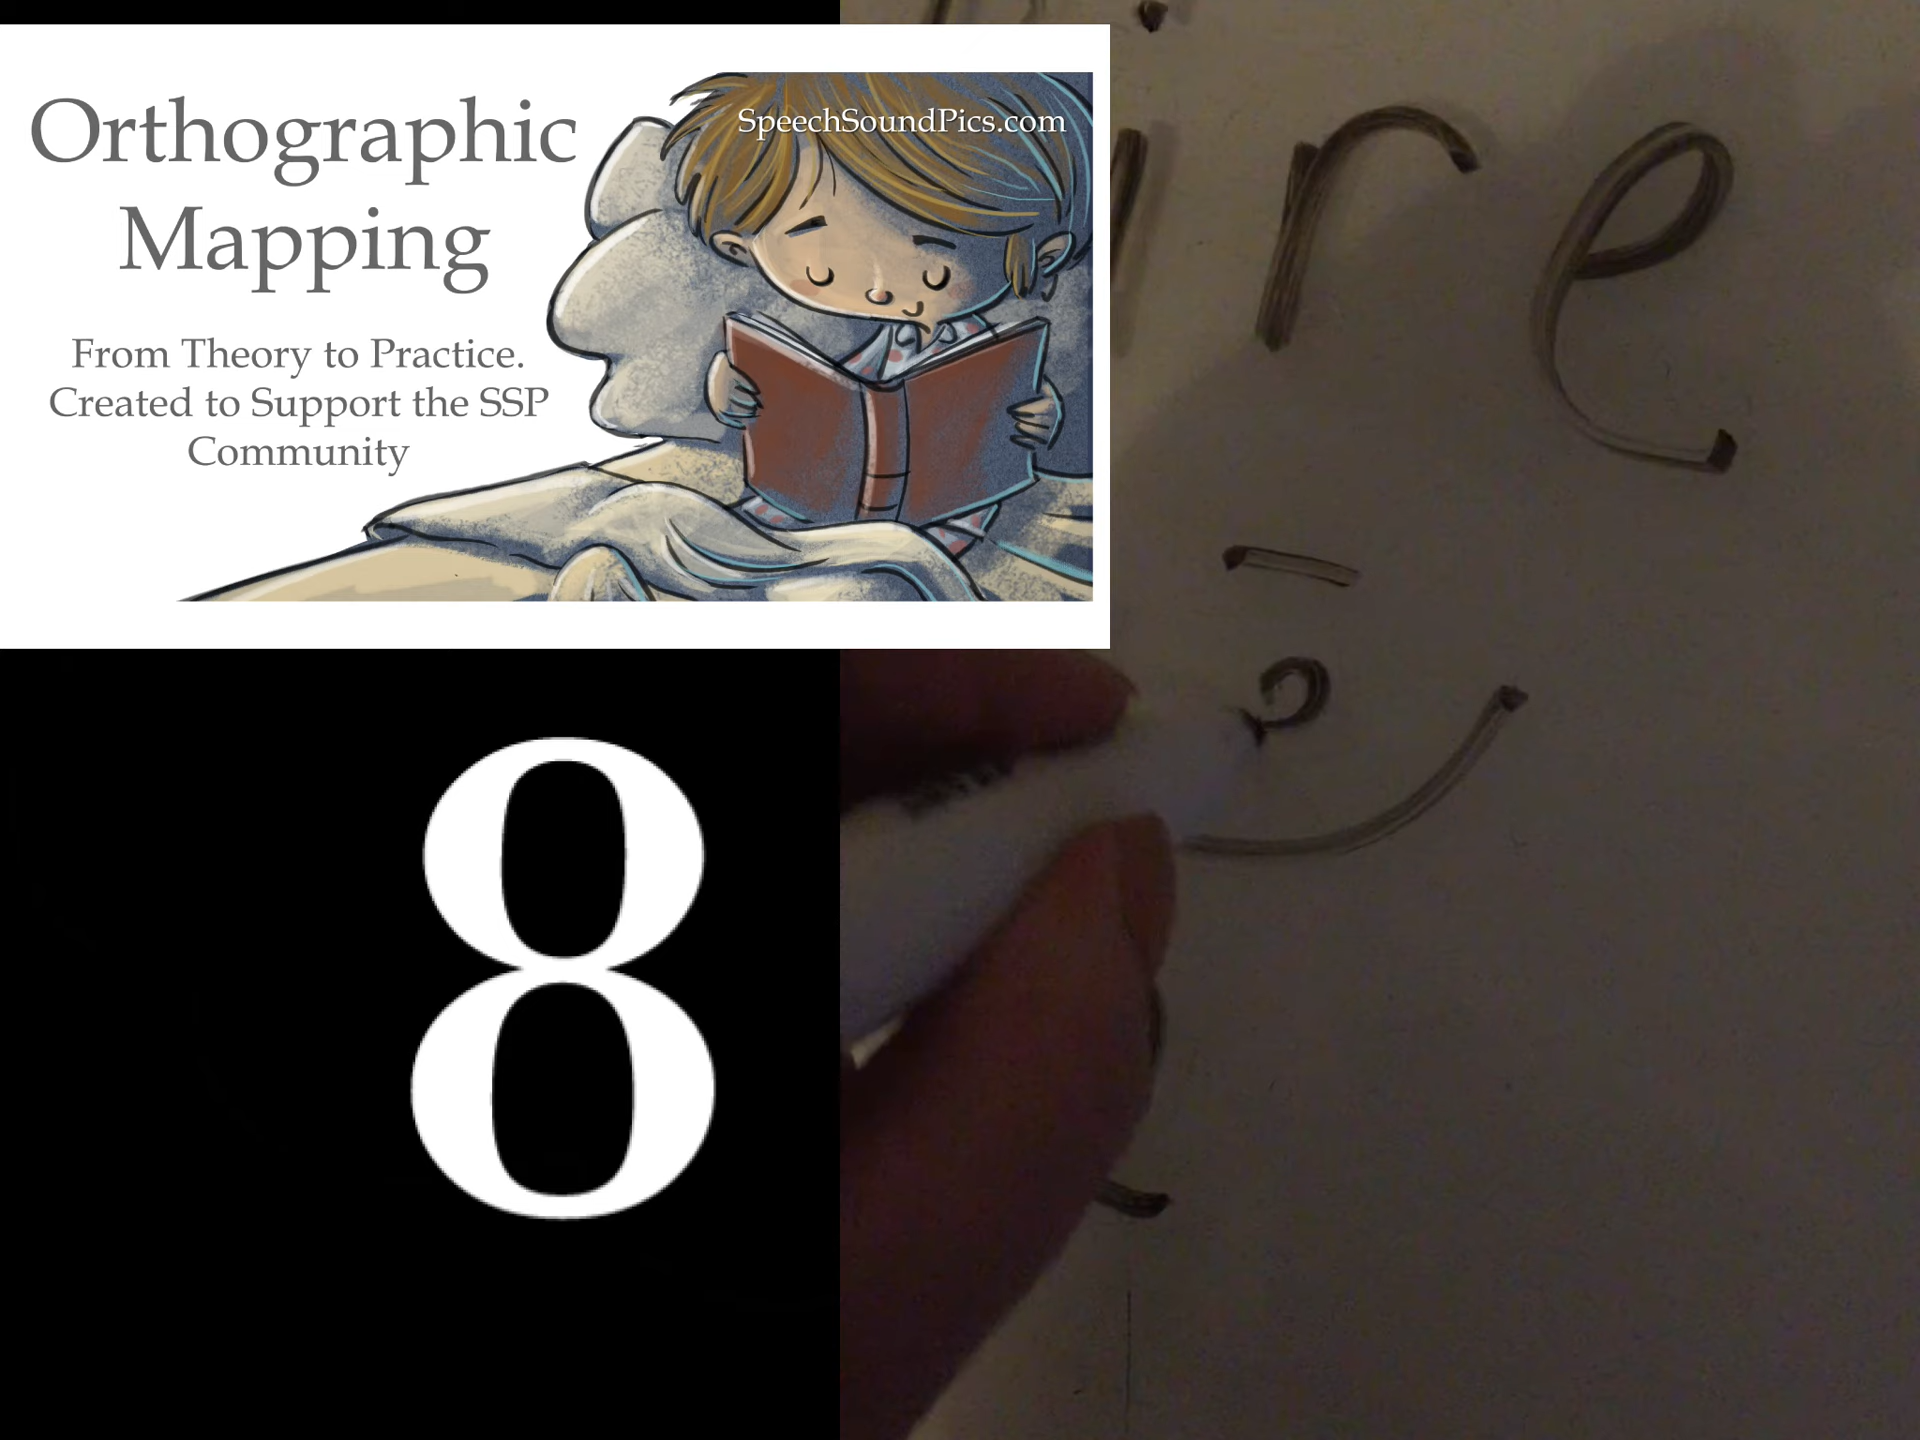 Orthographic
Mapping
SpeechSoundPics.com
From Theory to Practice.
Created to Support the SSP
Community
re
8